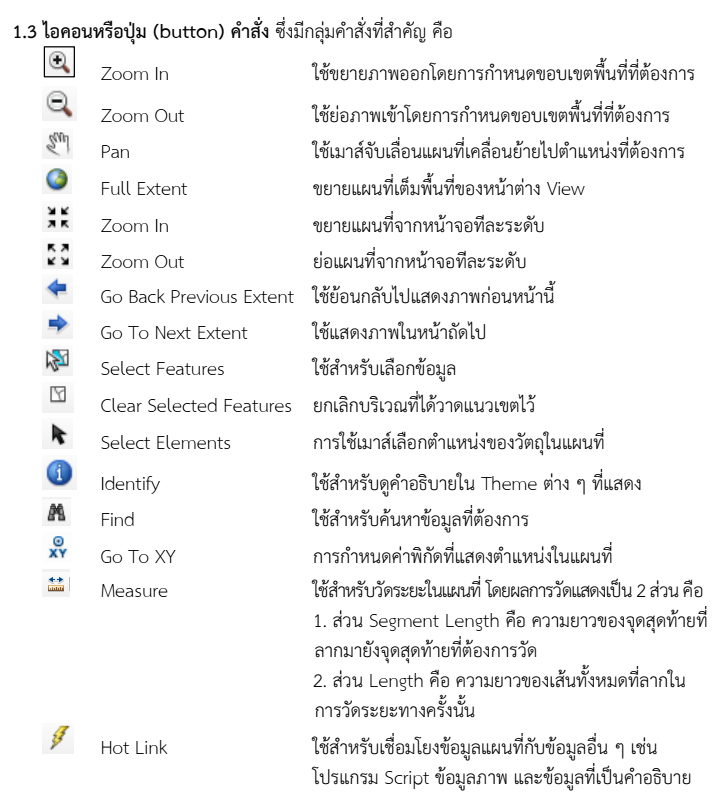 1.3 ไอคอนหรือปุ่ม (button) คำสั่ง ซึ่งมีกลุ่มคำสั่งที่สำคัญ คือ
Zoom In ใช้ขยายภาพออกโดยการกำหนดขอบเขตพื้นที่ที่ต้องการ
Zoom Out ใช้ย่อภาพเข้าโดยการกำหนดขอบเขตพื้นที่ที่ต้องการ
Pan ใช้เมาส์จับเลื่อนแผนที่เคลื่อนย้ายไปตำแหน่งที่ต้องการ
Full Extent ขยายแผนที่เต็มพื้นที่ของหน้าต่าง View
Zoom In ขยายแผนที่จากหน้าจอทีละระดับ
Zoom Out ย่อแผนที่จากหน้าจอทีละระดับ
Go Back Previous Extent ใช้ย้อนกลับไปแสดงภาพก่อนหน้านี้
Go To Next Extent ใช้แสดงภาพในหน้าถัดไป
Select Features ใช้สำหรับเลือกข้อมูล
Clear Selected Features ยกเลิกบริเวณที่ได้วาดแนวเขตไว้
Select Elements การใช้เมาส์เลือกตำแหน่งของวัตถุในแผนที่
Identify ใช้สำหรับดูคำอธิบายใน Theme ต่าง ๆ ที่แสดง
Find ใช้สำหรับค้นหาข้อมูลที่ต้องการ
XY Go To XY การกำหนดค่าพิกัดที่แสดงตำแหน่งในแผนที่
Measure ใช้สำหรับวัดระยะในแผนที่ โดยผลการวัดแสดงเป็น 2 ส่วน คือ
1. ส่วน Segment Length คือ ความยาวของจุดสุดท้ายที่
ลากมายังจุดสุดท้ายที่ต้องการวัด
2. ส่วน Length คือ ความยาวของเส้นทั้งหมดที่ลากใน
การวัดระยะทางครั้งนั้น
Hot Link ใช้สำหรับเชื่อมโยงข้อมูลแผนที่กับข้อมูลอื่น ๆ เช่น
โปรแกรม Script ข้อมูลภาพ และข้อมูลที่เป็นคำอธิบาย